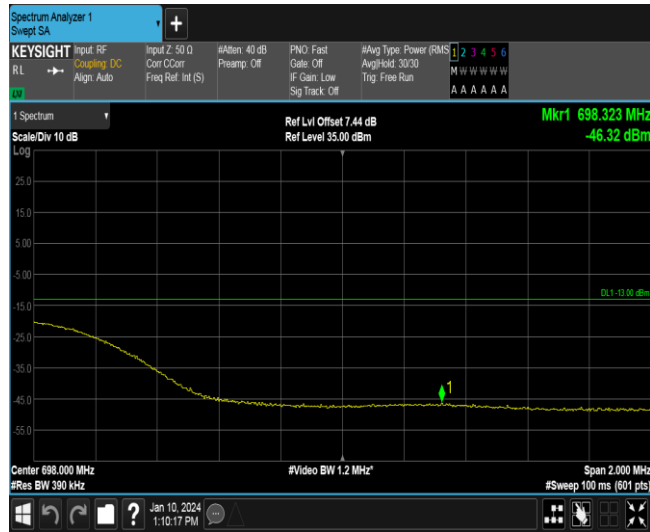 Spectrum Analyzer 1
Swept SA
KEYSIGHT
RL
LXI
Input: RF
Coupling: DC
Align: Auto
Input Z: 50 Ω
Corr CCorr
Freq Ref: Int (S)
#Atten: 40 dB
Preamp: Off
PNO: Fast
Gate: Off
IF Gain: Low
Sig Track: Off
#Avg Type: Power (RMS
Avg|Hold: 30/30
Trig: Free Run
1 2 3 4 5 6
M W W W W W
A A A A A A
1 Spectrum
Scale/Div 10 dB
Log
Ref Lvl Offset 7.44 dB
Ref Level 35.00 dBm
Mkr1 698.323 MHz
-46.32 dBm
25.0
15.0
5.00
-5.00
DL1 -13.00 dBm
-15.0
-25.0
-35.0
1
-45.0
-55.0
Center 698.000 MHz
#Res BW 390 kHz
#Video BW 1.2 MHz*
Span 2.000 MHz
#Sweep 100 ms (601 pts)
?
Jan 10, 2024
1:10:17 PM